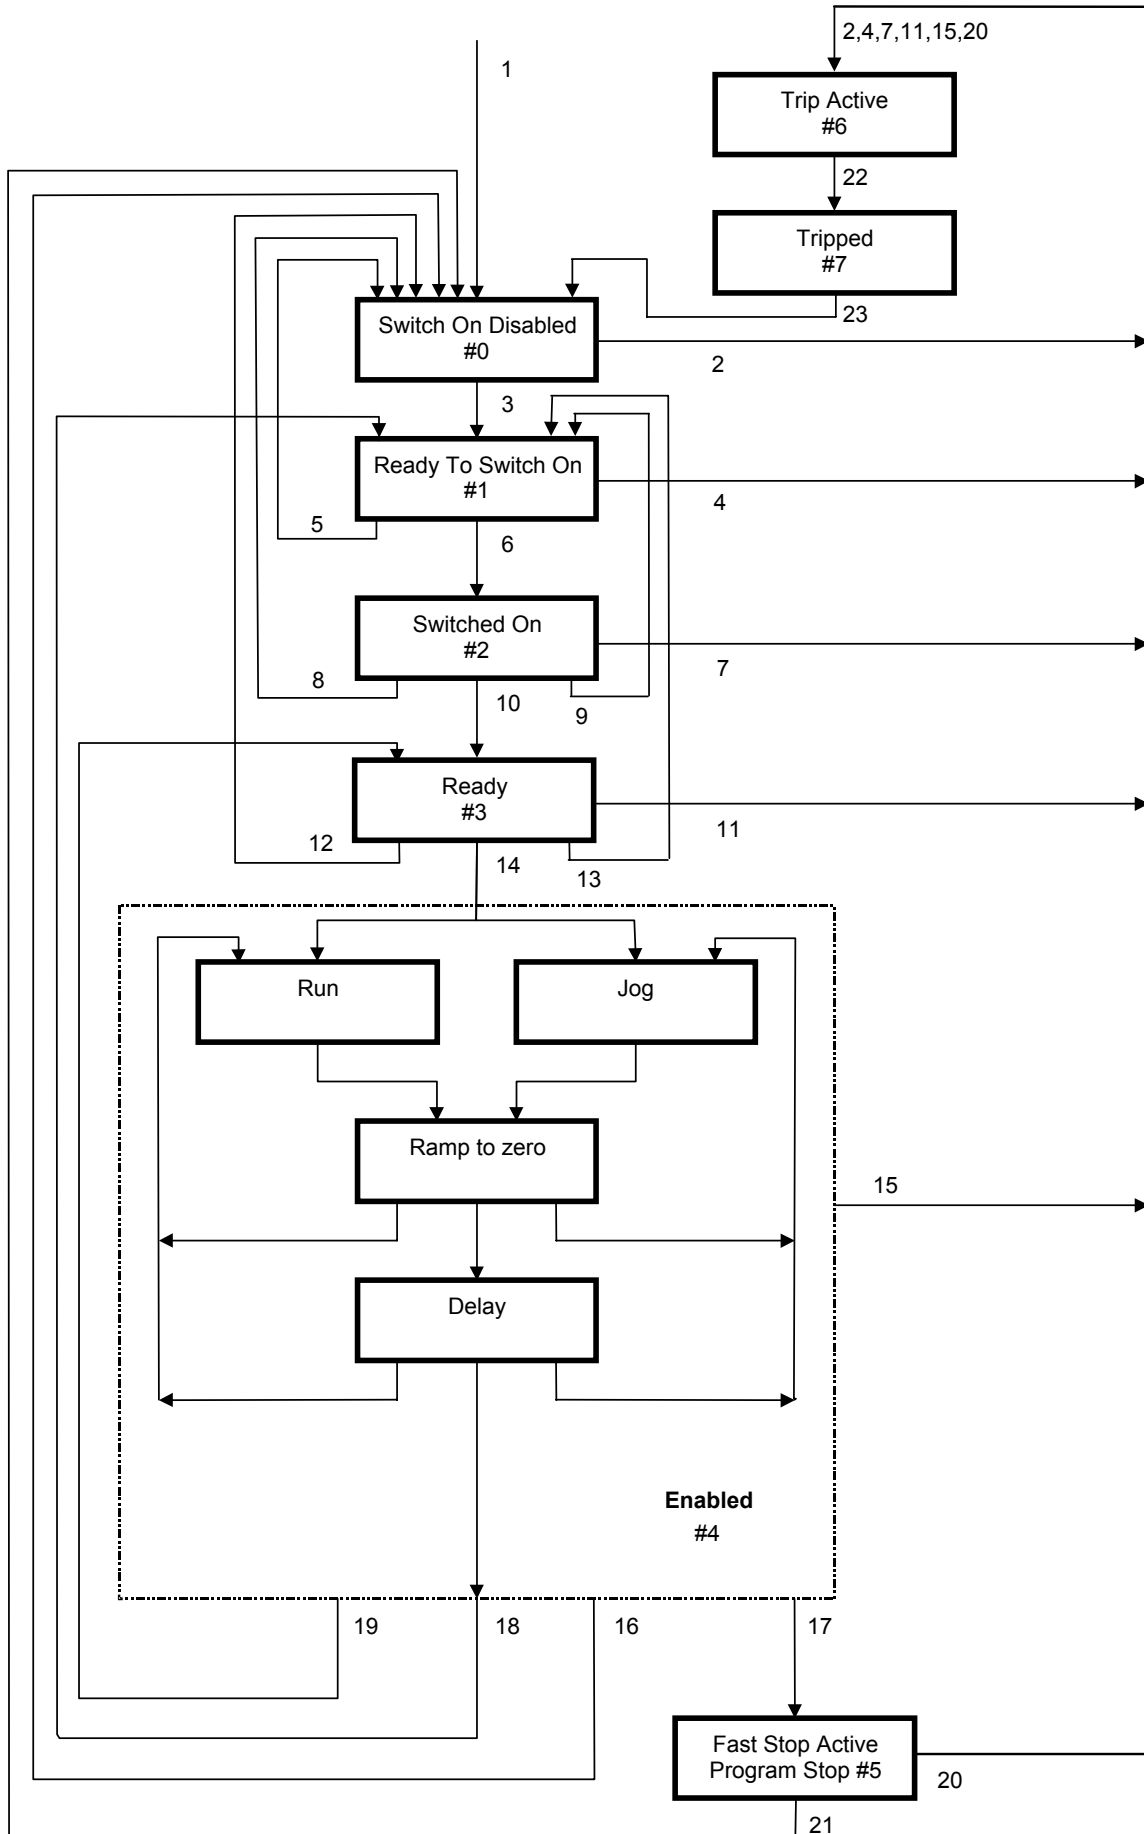 2,4,7,11,15,20
1
Trip Active
#6
22
Tripped
#7
23
Switch On Disabled
#0
2
3
Ready To Switch On
#1
4
5
6
Switched On
#2
7
8
10
9
Ready
#3
11
12
14
13
Run
Jog
Ramp to zero
15
Delay
Enabled
#4
19
18
16
17
Fast Stop Active
Program Stop #5
20
21